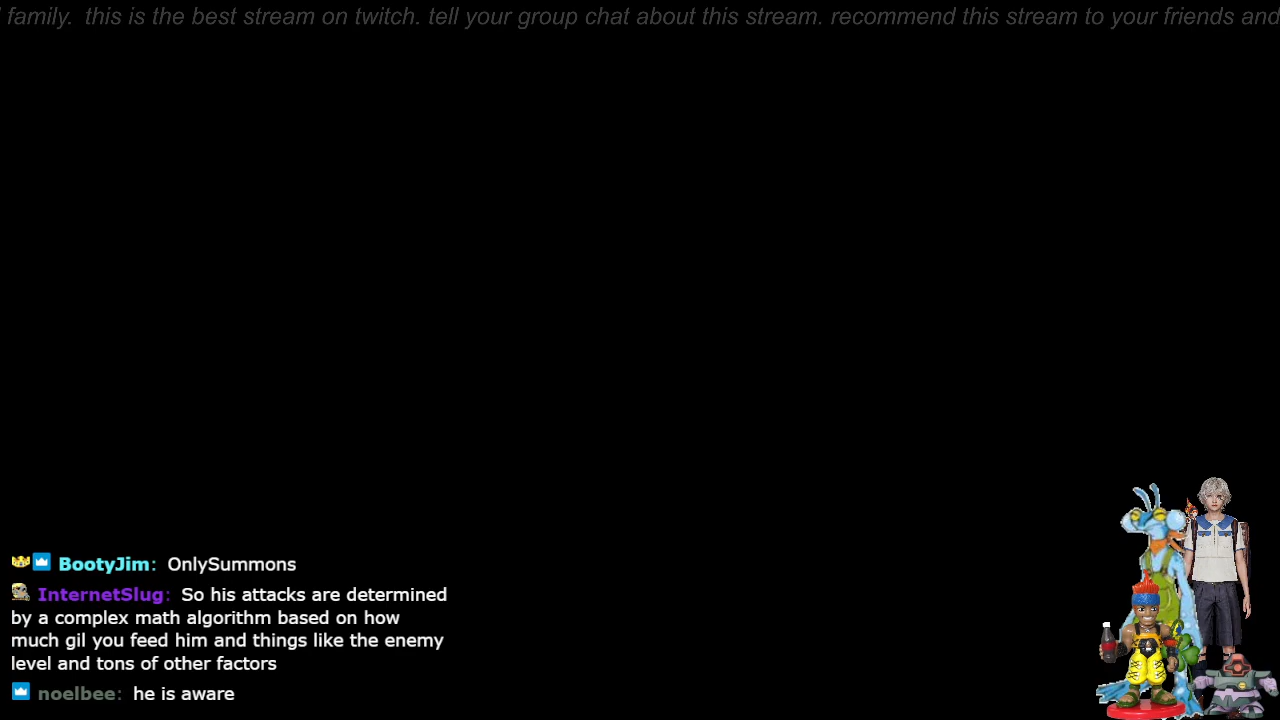 family. this is the best stream on twitch. tell your group chat about this stream. recommend this stream to your friends and
BootyJim: OnlySummons
InternetSlug: So his attacks are determined
by a complex math algorithm based on how
much gil you feed him and things like the enemy
level and tons of other factors
noelbee: he is aware